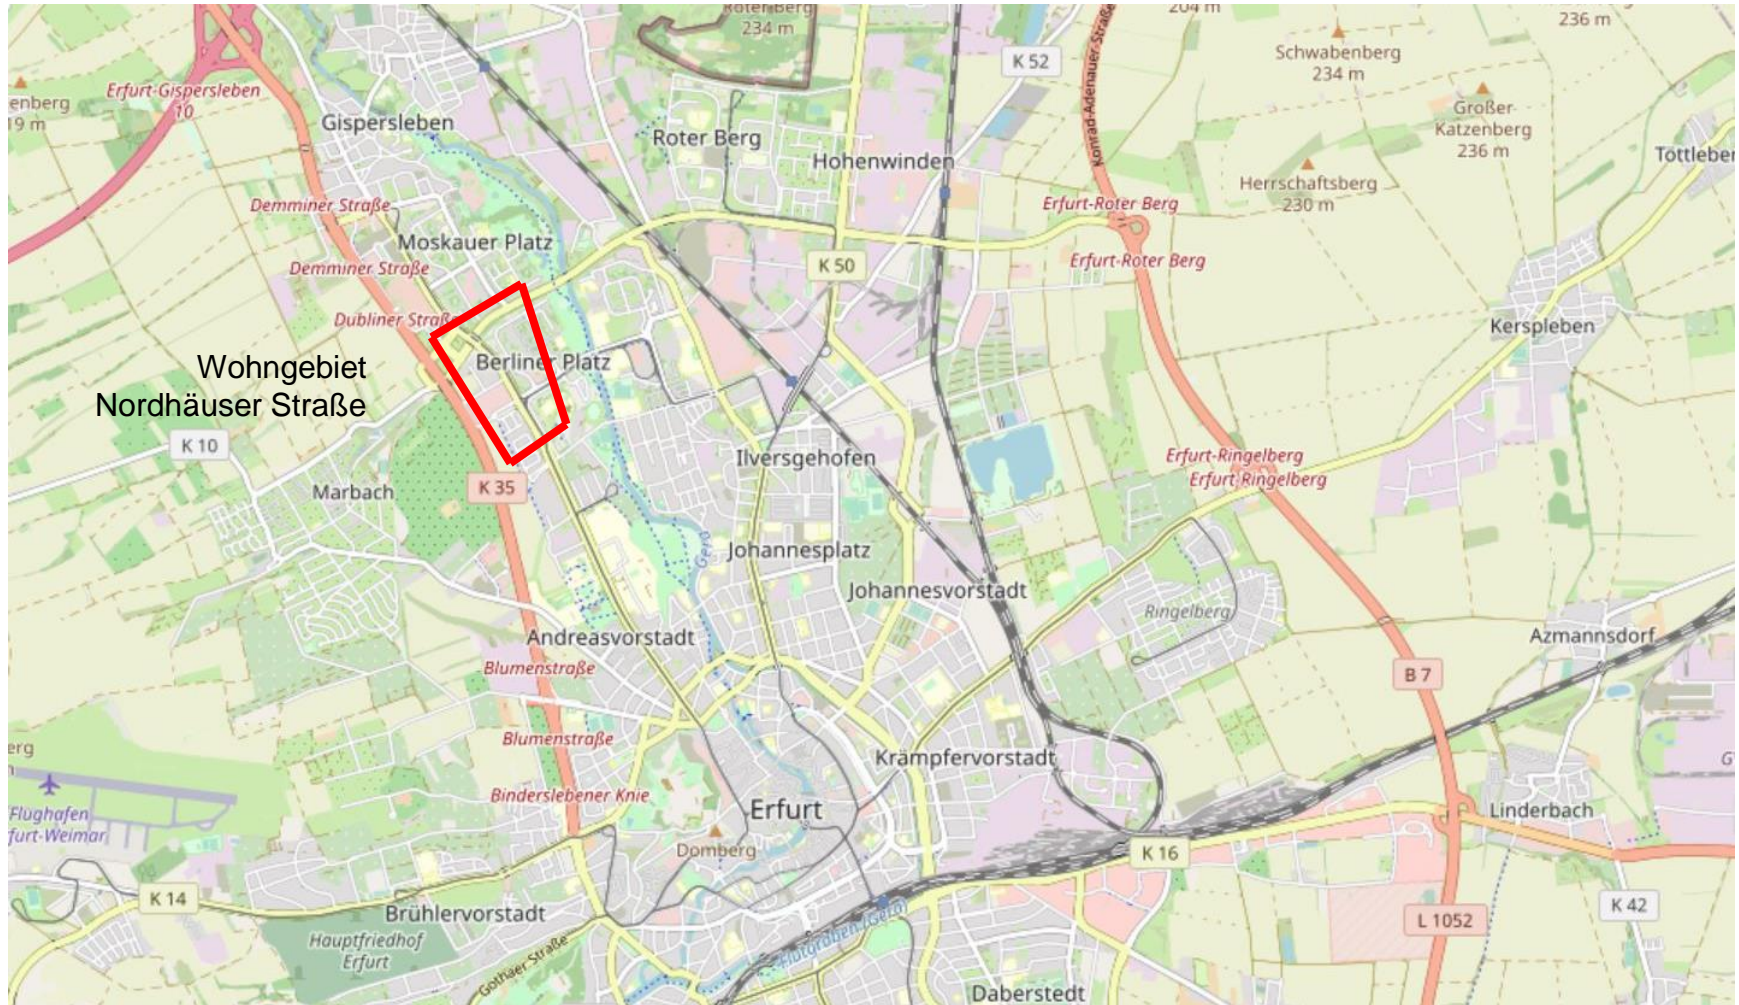 Roter Berg
234 m
204 m
236 m
K 52
Konrad-Adenauer-Straße
Schwabenberg
234 m
Erfurt-Gispersleben
10
enberg
19 m
Großer
Katzenberg
236 m
Gispersleben
Roter Berg
Hohenwinden
Töttleber
Herrschaftsberg
230 m
Demminer Straße
Erfurt-Roter Berg
Moskauer Platz
Demminer Straße
K 50
Erfurt-Roter Berg
Dubliner Straße
Kerspleben
Wohngebiet
Nordhäuser Straße
Berliner Platz
K 10
Ilversgehofen
Erfurt-Ringelberg
Erfurt-Ringelberg
Marbach
K 35
Gera
Johannesplatz
Johannesvorstadt
Ringelberg
Andreasvorstadt
Azmannsdorf
Blumenstraße
B 7
Blumenstraße
erg
Krämpfervorstadt
G
Binderslebener Knie
Flughafen
furt-Weimar
Erfurt
Linderbach
Domberg
K 16
K 14
Brühlervorstadt
K 42
L 1052
Hauptfriedhof
Erfurt
Gothaer Straße
Flutgraben (Gera)
Daberstedt